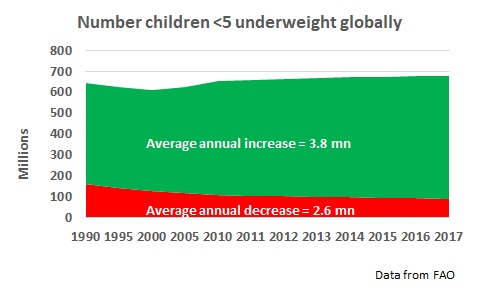 Number children <5 underweight globally
800
700
600
500
400
300
200
100
0
Millions
Average annual increase = 3.8 mn
Average annual decrease = 2.6 mn
1990 1995 2000 2005 2010 2011 2012 2013 2014 2015 2016 2017
Data from FAO